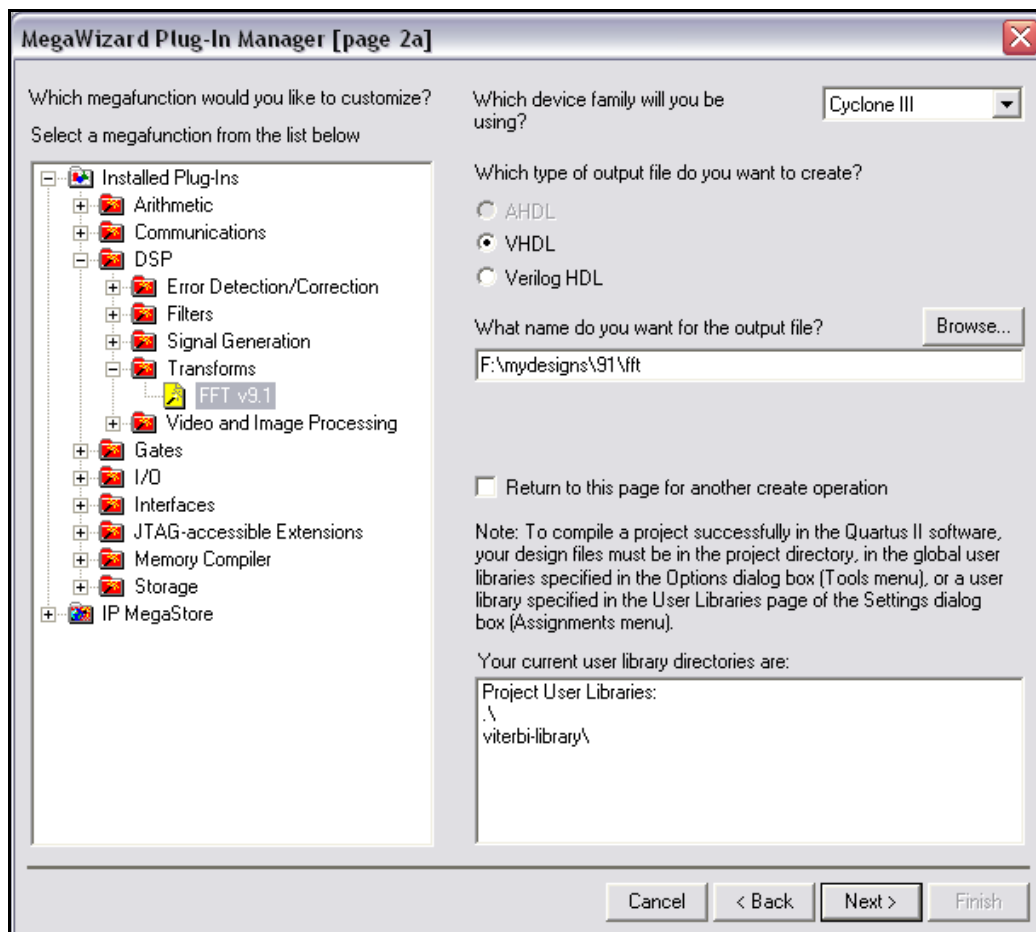 MegaWizard Plug-In Manager [page 2a]
Which megafunction would you like to customize?
Select a megafunction from the list below
Installed Plug-Ins
Arithmetic
Communications
DSP
Error Detection/Correction
Filters
Signal Generation
Transforms
FFT v9.1
Video and Image Processing
Gates
I/O
Interfaces
JTAG-accessible Extensions
Memory Compiler
Storage
IP MegaStore
Which device family will you be
using?
Cyclone III
Which type of output file do you want to create?
AHDL
VHDL
Verilog HDL
What name do you want for the output file?
Browse...
F:\mydesigns\91\fft
Return to this page for another create operation
Note: To compile a project successfully in the Quartus II software,
your design files must be in the project directory, in the global user
libraries specified in the Options dialog box (Tools menu), or a user
library specified in the User Libraries page of the Settings dialog
box (Assignments menu).
Your current user library directories are:
Project User Libraries:
.\
viterbi-library\
Cancel
< Back
Next >
Finish